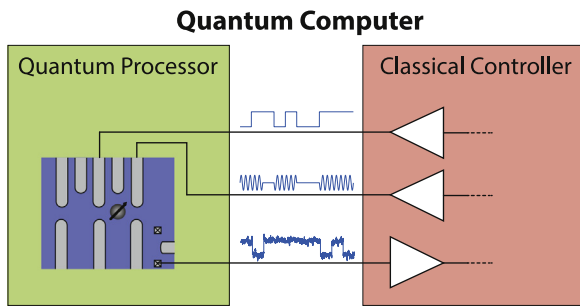 Quantum Computer
Quantum Processor
Classical Controller